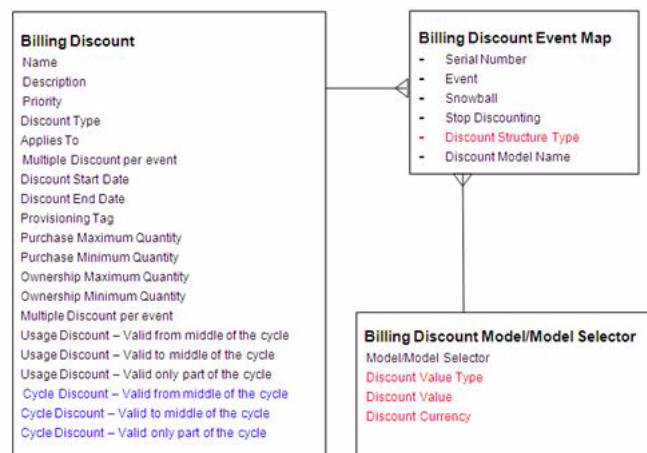 Billing Discount
Name
Description
Priority
Discount Type
Applies To
Multiple Discount per event
Discount Start Date
Discount End Date
Provisioning Tag
Purchase Maximum Quantity
Purchase Minimum Quantity
Ownership Maximum Quantity
Ownership Minimum Quantity
Multiple Discount per event
Usage Discount – Valid from middle of the cycle
Usage Discount – Valid to middle of the cycle
Usage Discount – Valid only part of the cycle
Cycle Discount – Valid from middle of the cycle
Cycle Discount – Valid to middle of the cycle
Cycle Discount – Valid only part of the cycle
Billing Discount Event Map
- Serial Number
- Event
- Snowball
- Stop Discounting
- Discount Structure Type
- Discount Model Name
Billing Discount Model/Model Selector
Model/Model Selector
Discount Value Type
Discount Value
Discount Currency